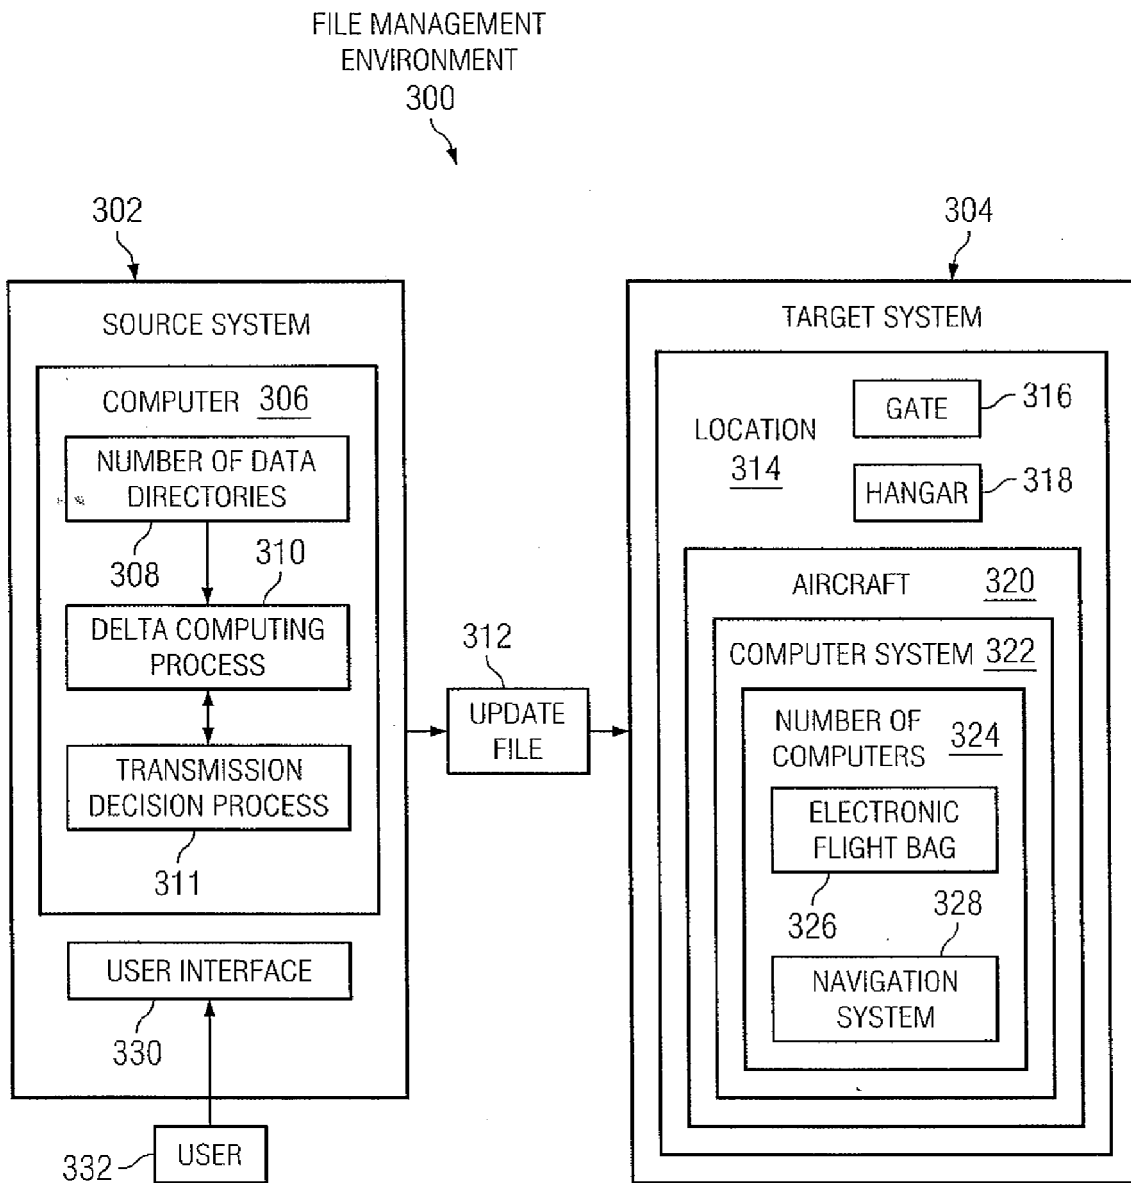 FILE MANAGEMENT
ENVIRONMENT
300
302
304
SOURCE SYSTEM
COMPUTER 306
NUMBER OF DATA
DIRECTORIES
308
310
DELTA COMPUTING
PROCESS
TRANSMISSION
DECISION PROCESS
311
USER INTERFACE
330
332
USER
312
UPDATE
FILE
TARGET SYSTEM
LOCATION
314
GATE
316
HANGAR
318
AIRCRAFT 320
COMPUTER SYSTEM 322
NUMBER OF
COMPUTERS
324
ELECTRONIC
FLIGHT BAG
326
328
NAVIGATION
SYSTEM